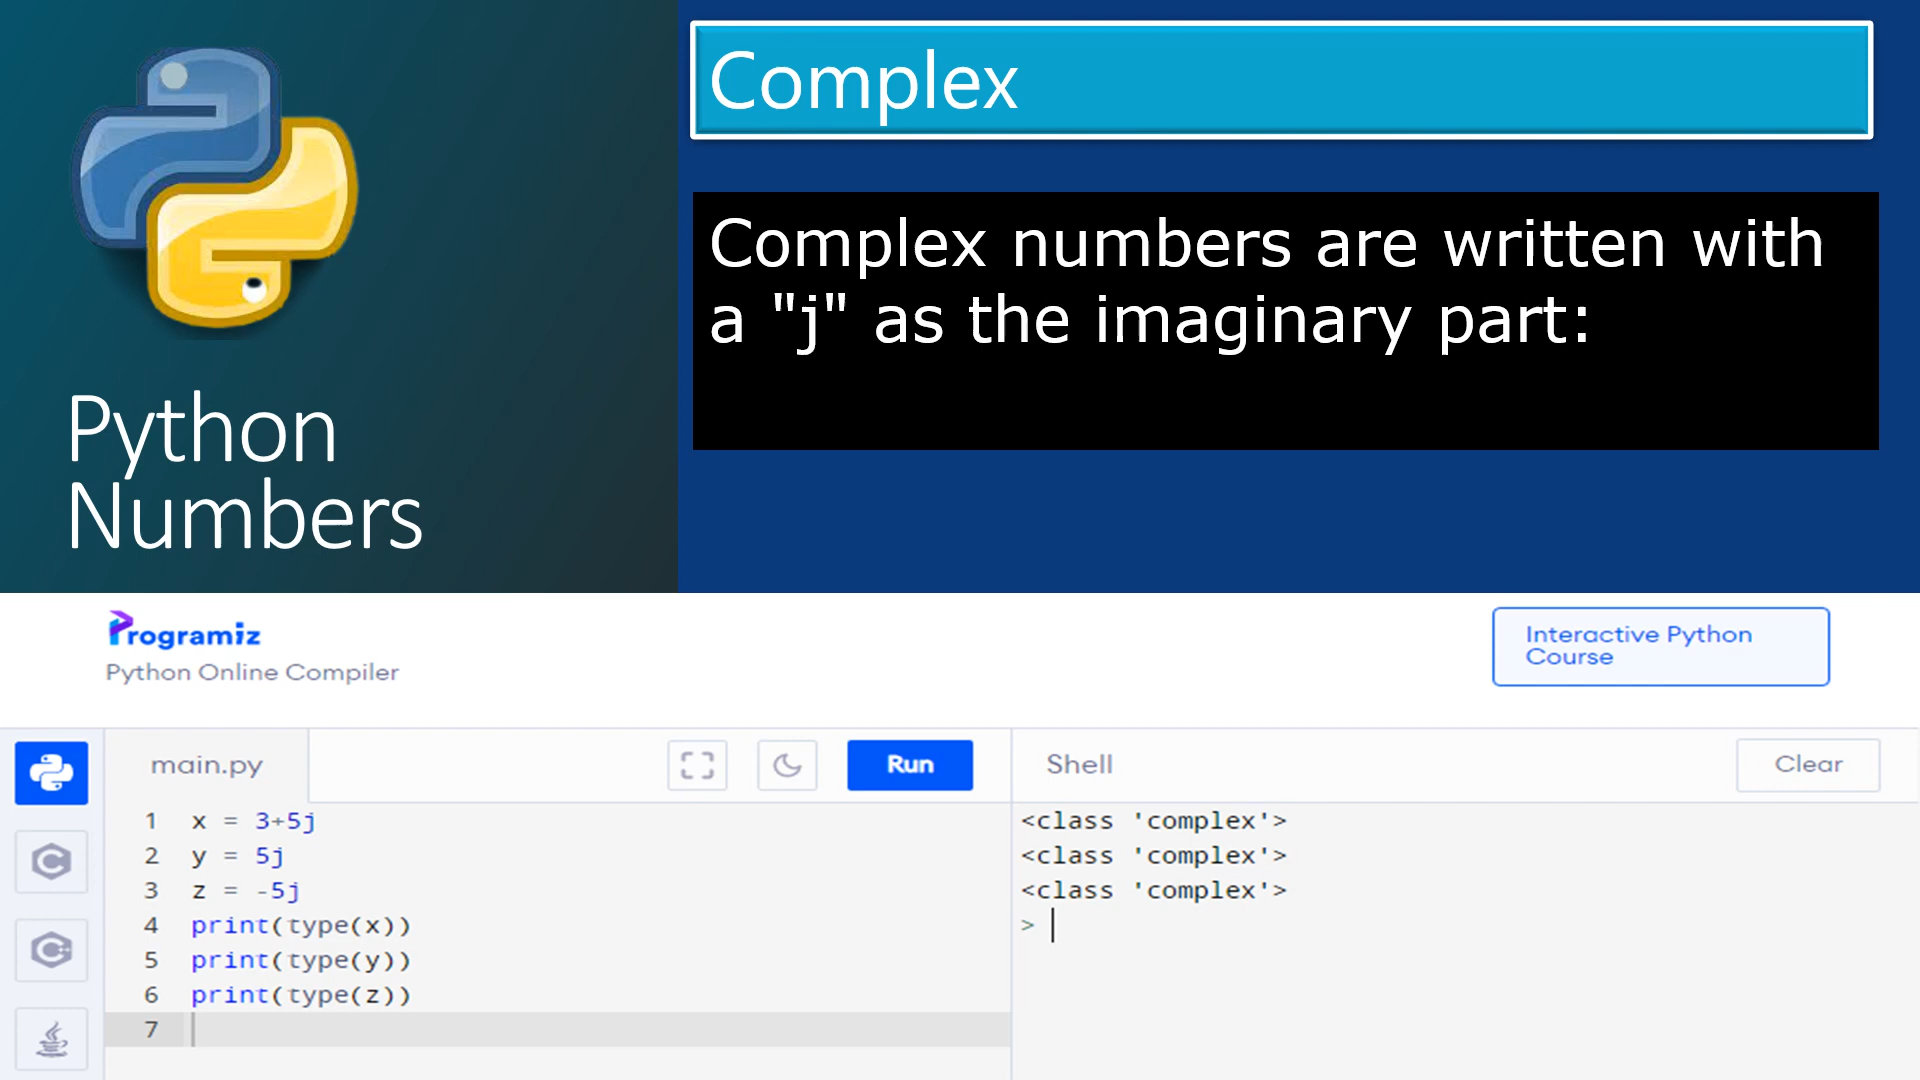 Complex
Complex numbers are written with
a "j" as the imaginary part:
Python
Numbers
Programiz
Python Online Compiler
Interactive Python
Course
main.py
Run
Shell
Clear
1 x = 3+5j
2 y = 5j
3 z = -5j
4 print(type(x))
5 print(type(y))
6 print(type(z))
7
<class 'complex'>
<class 'complex'>
<class 'complex'>
>